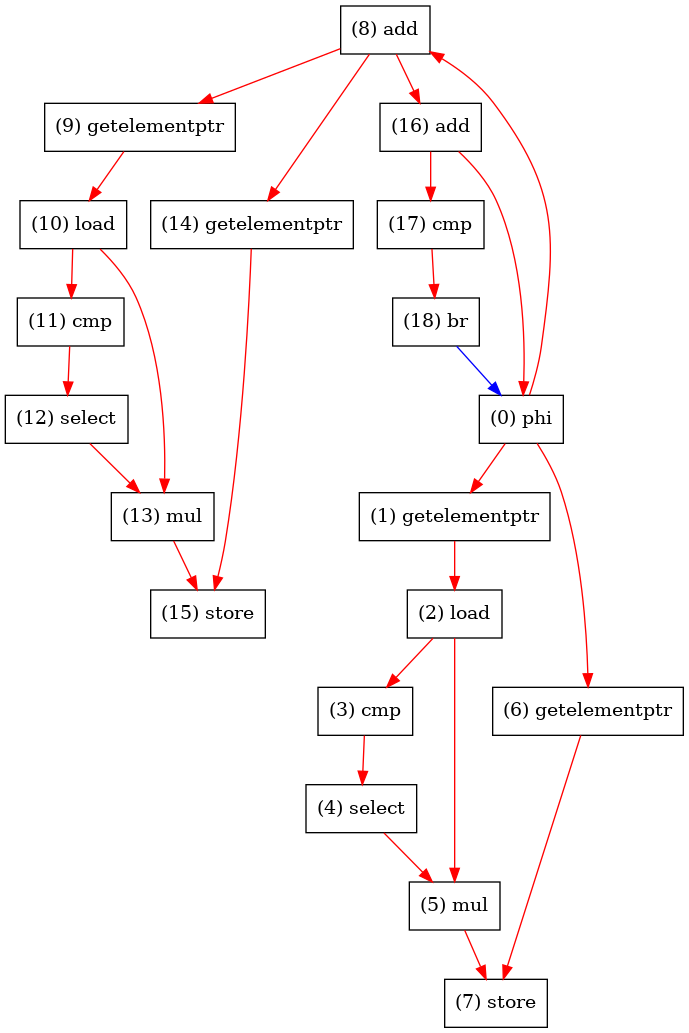 (8) add
(9) getelementptr
(16) add
(10) load
(14) getelementptr
(17) cmp
(11) cmp
(18) br
(12) select
(0) phi
(13) mul
(1) getelementptr
(15) store
(2) load
(3) cmp
(6) getelementptr
(4) select
(5) mul
(7) store